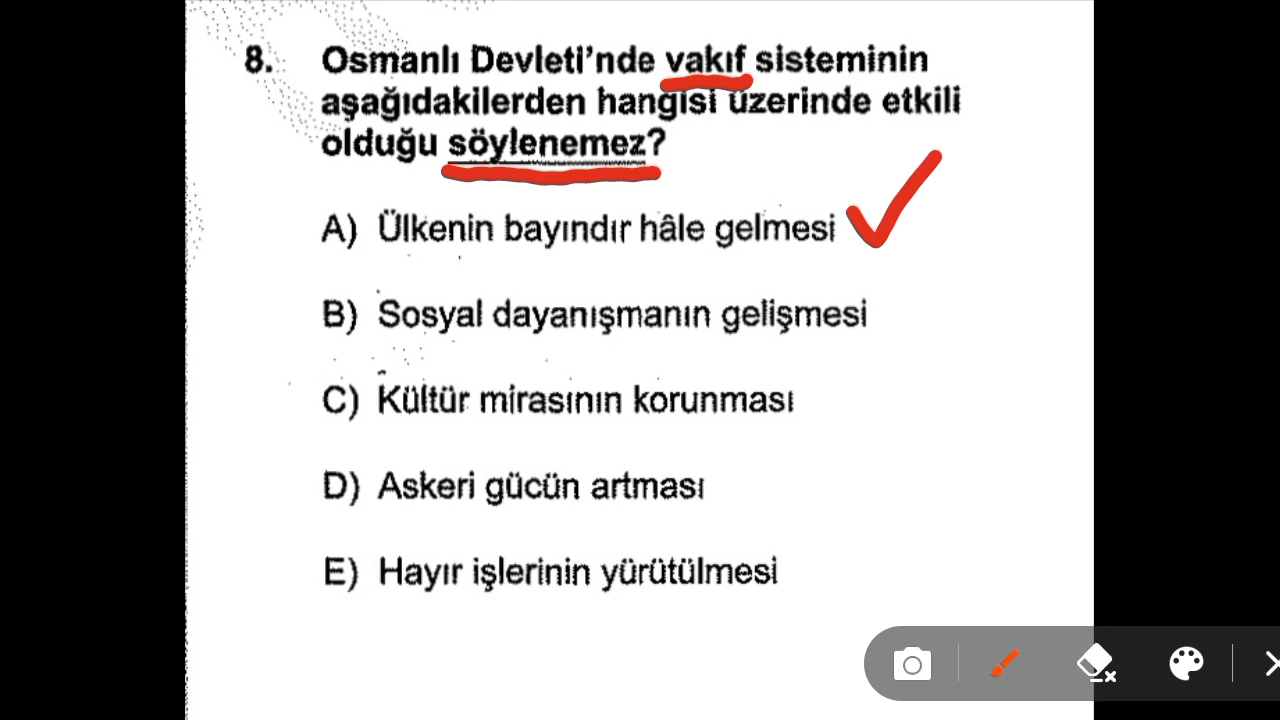 8. Osmanlı Devleti'nde vakıf sisteminin
aşağıdakilerden hangisi üzerinde etkili
olduğu söylenemez?
A) Ülkenin bayındır hâle gelmesi
B) Sosyal dayanışmanın gelişmesi
C) Kültür mirasının korunması
D) Askeri gücün artması
E) Hayır işlerinin yürütülmesi